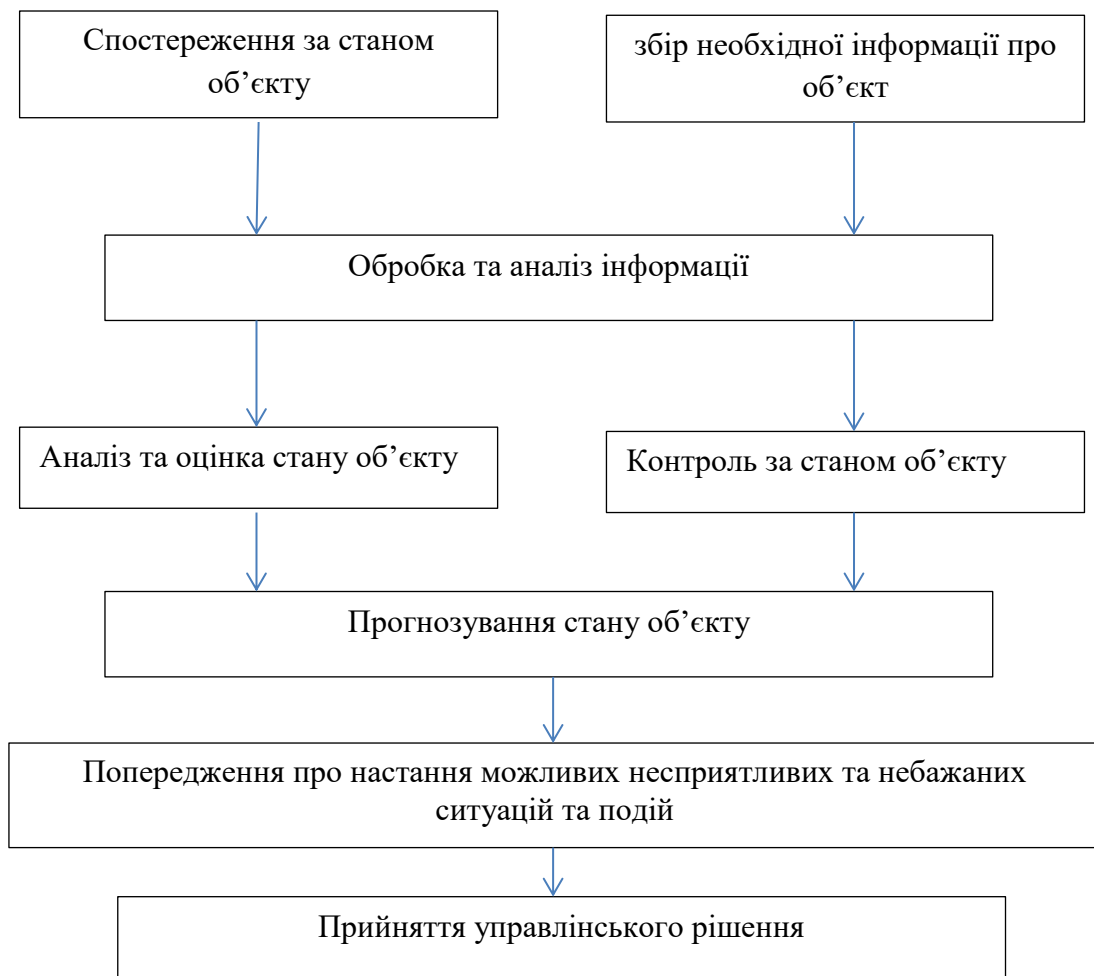 Спостереження за станом
об’єкту
збір необхідної інформації про
об’єкт
Обробка та аналіз інформації
Аналіз та оцінка стану об’єкту
Контроль за станом об’єкту
Прогнозування стану об’єкту
Попередження про настання можливих несприятливих та небажаних
ситуацій та подій
Прийняття управлінського рішення